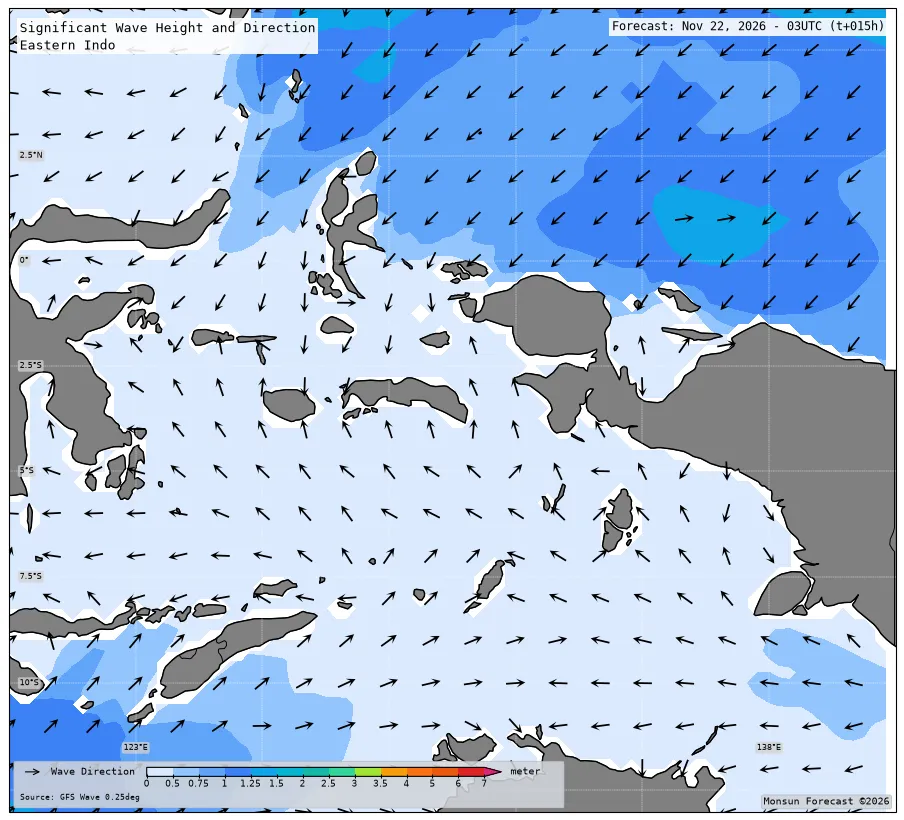 Significant Wave Height and Direction
Eastern Indo
Forecast: Nov 22, 2026 - 03UTC (t+015h)
2.5°N
0°
2.5°S
5°S
7.5°S
10°S
123°E
138°E
Wave Direction
meter
0 0.5 0.75 1 1.25 1.5 2 2.5 3 3.5 4 5 6 7
Source: GFS Wave 0.25deg
Monsun Forecast ©2026